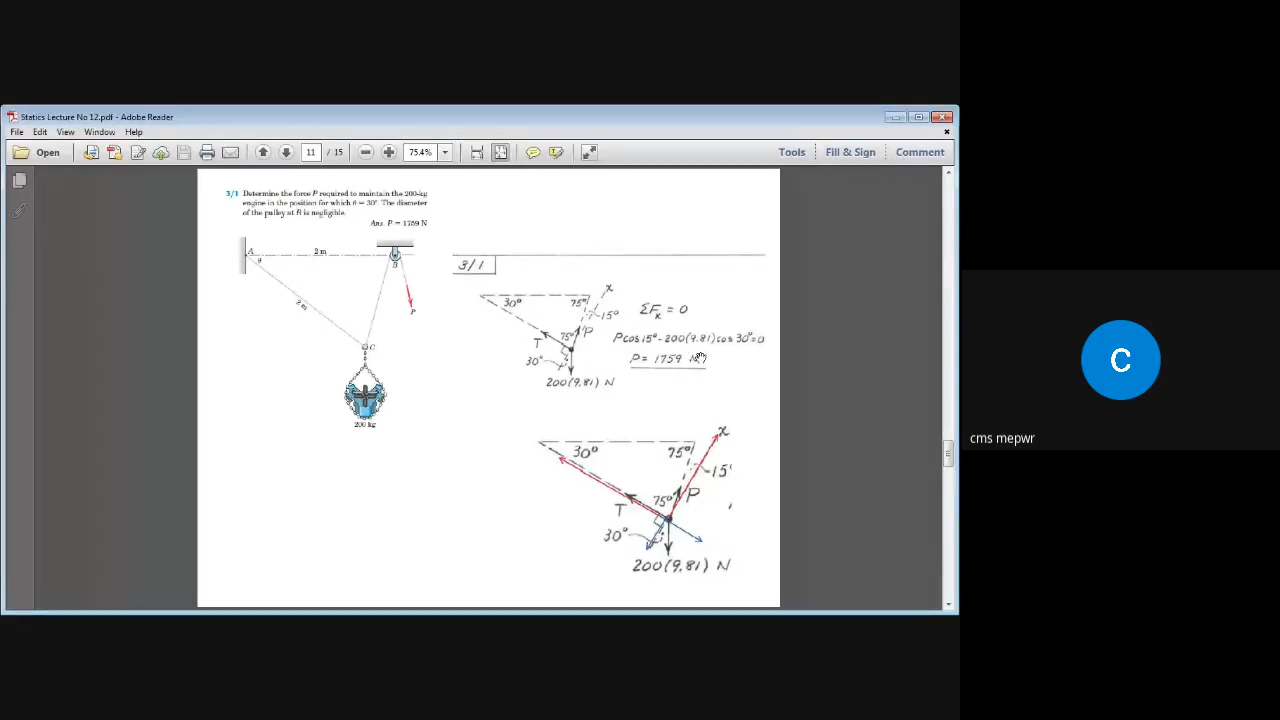 Statics Lecture No 12.pdf - Adobe Reader
File Edit View Window Help
Open 11 / 15 75.4% Tools Fill & Sign Comment
3/1 Determine the force P required to maintain the 200-kg
engine in the position for which θ = 30°. The diameter
of the pulley at B is negligible.
Ans. P = 1759 N
A 2 m B
θ
2 m
P
C
200 kg
3/1
30° 75° x
15°
ΣFx = 0
T 75° P
Pcos15° - 200(9.81)cos 30° = 0
30°
P = 1759 N
200(9.81) N
x
30° 75°
15°
75° P
T
30°
200(9.81) N
C
cms mepwr